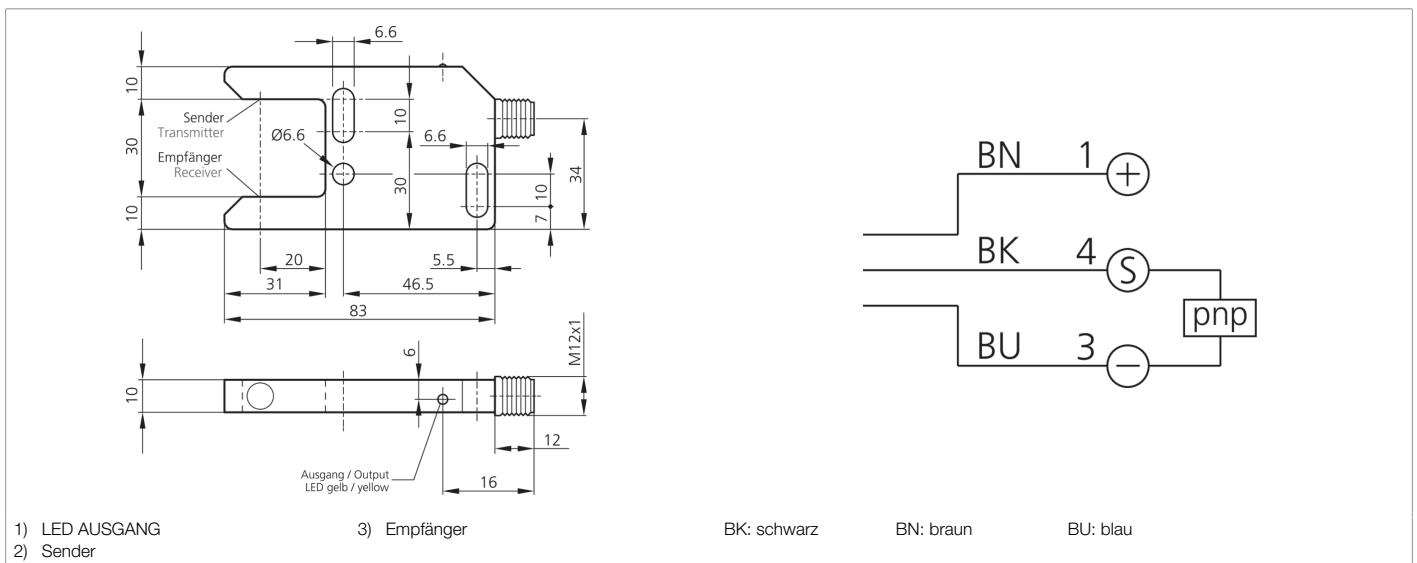 6.6
10
10
Sender
Transmitter
Ø6.6
6.6
30
Empfänger
Receiver
30
10
34
10
7
20
5.5
31
46.5
83
6
M12x1
10
12
Ausgang / Output
LED gelb / yellow
16
BN 1 +
BK 4 S
pnp
BU 3 −
1) LED AUSGANG 3) Empfänger BK: schwarz BN: braun BU: blau
2) Sender